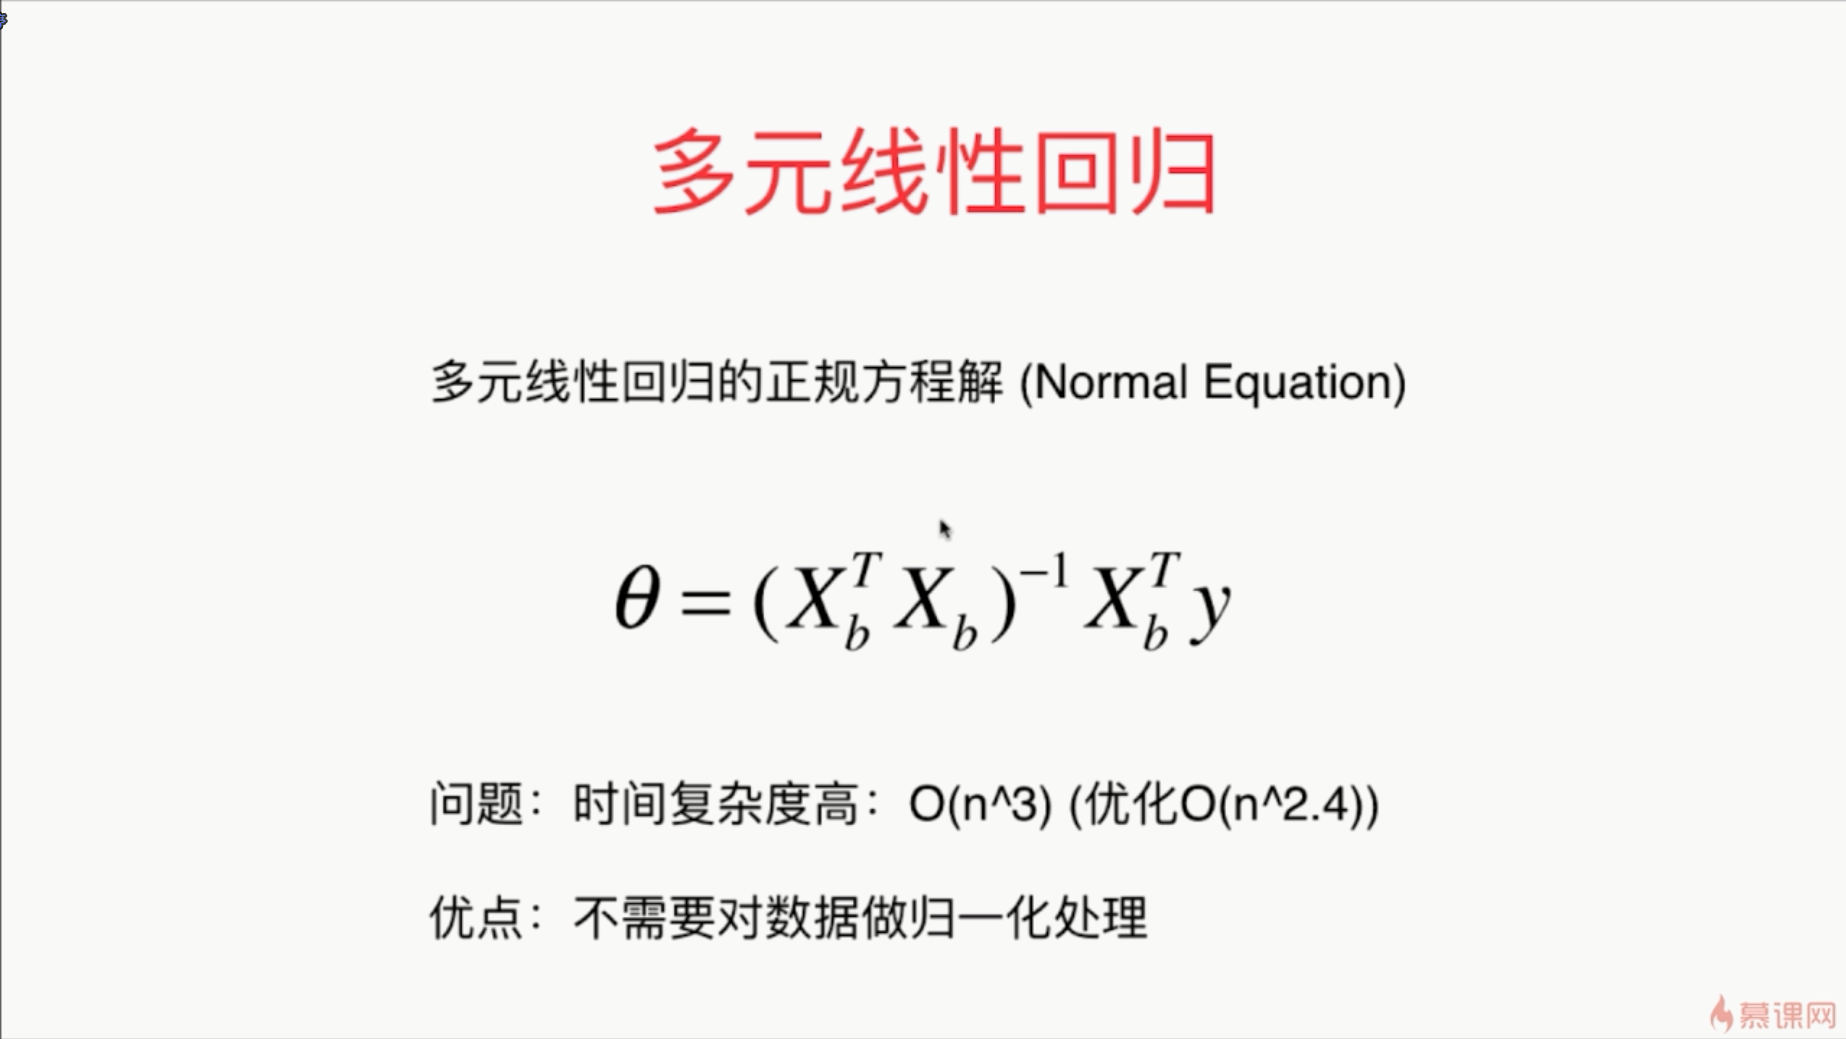 多元线性回归
多元线性回归的正规方程解 (Normal Equation)
θ = (X_b^T X_b)^{-1} X_b^T y
问题：时间复杂度高：O(n^3) (优化O(n^2.4))
优点：不需要对数据做归一化处理
慕课网